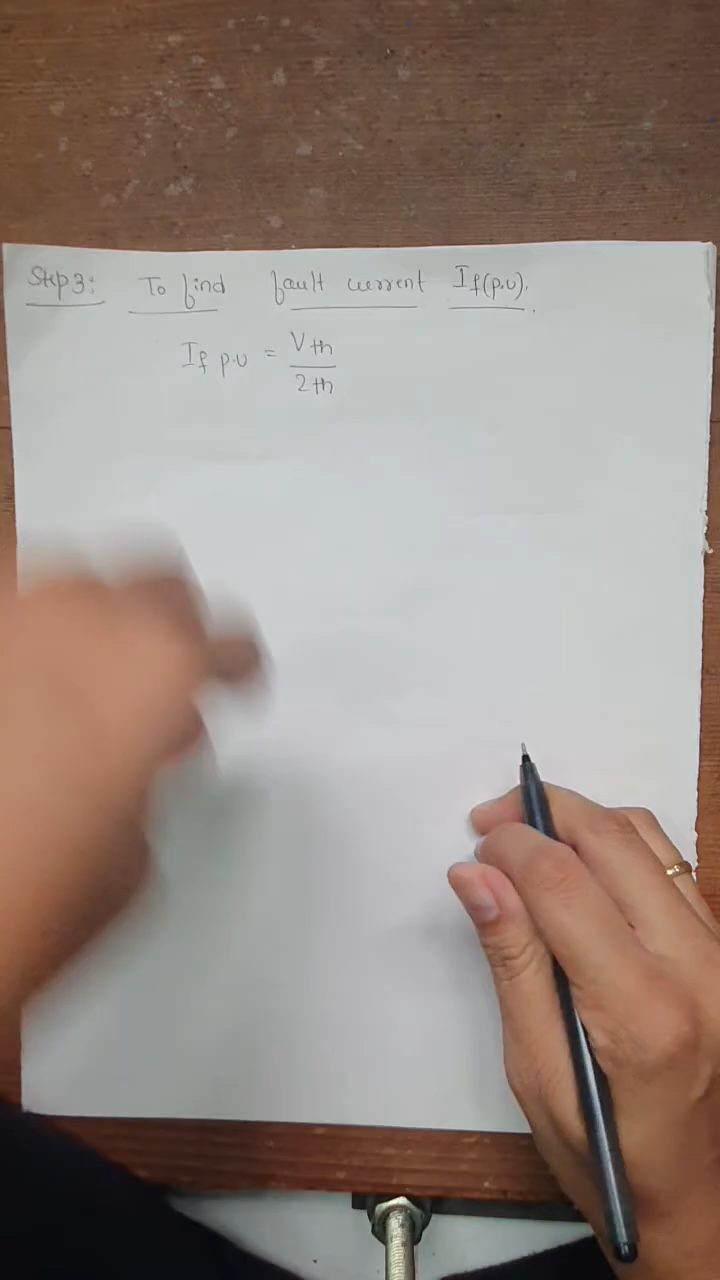 Step 3: To find fault current If(p.u).
If p.u = Vth
Zth